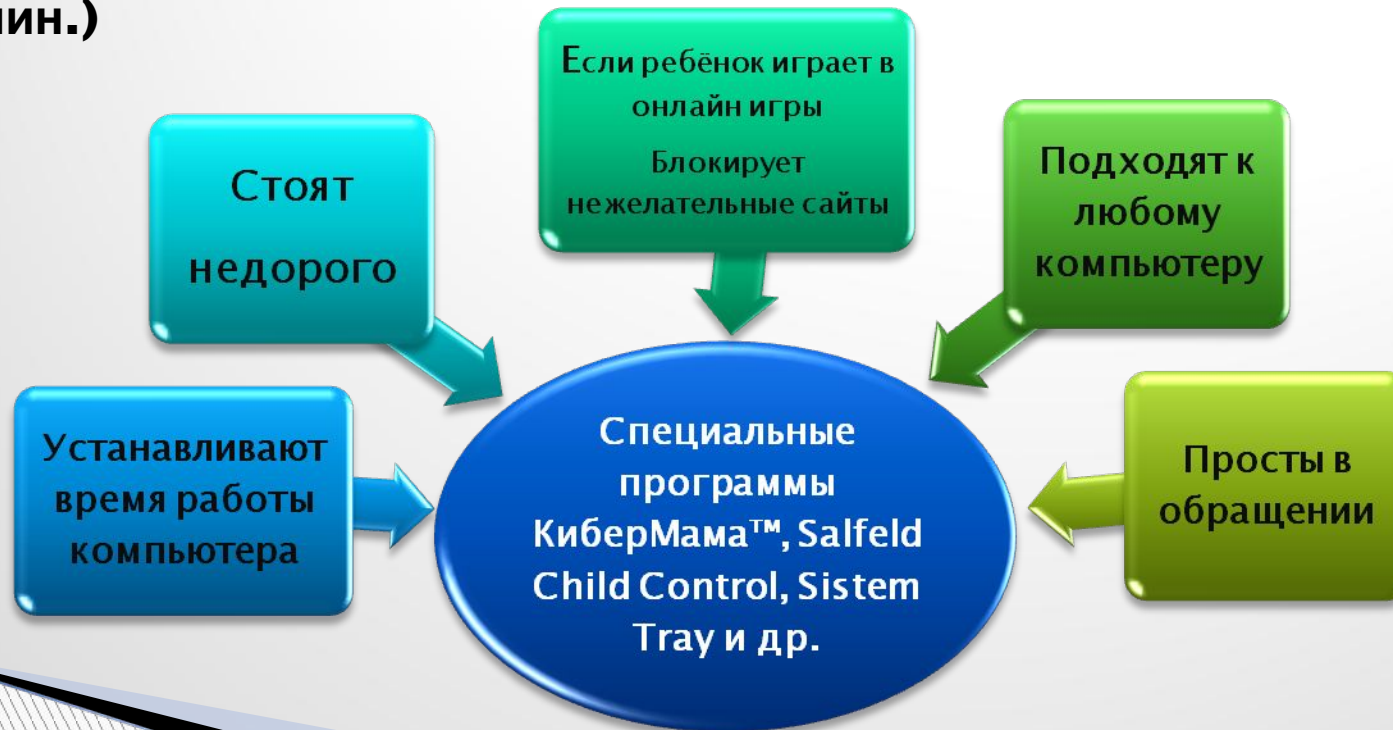 ин.)
Если ребёнок играет в
онлайн игры
Блокирует
нежелательные сайты
Стоят
недорого
Подходят к
любому
компьютеру
Устанавливают
время работы
компьютера
Специальные
программы
КиберМама™, Salfeld
Child Control, Sistem
Tray и др.
Просты в
обращении